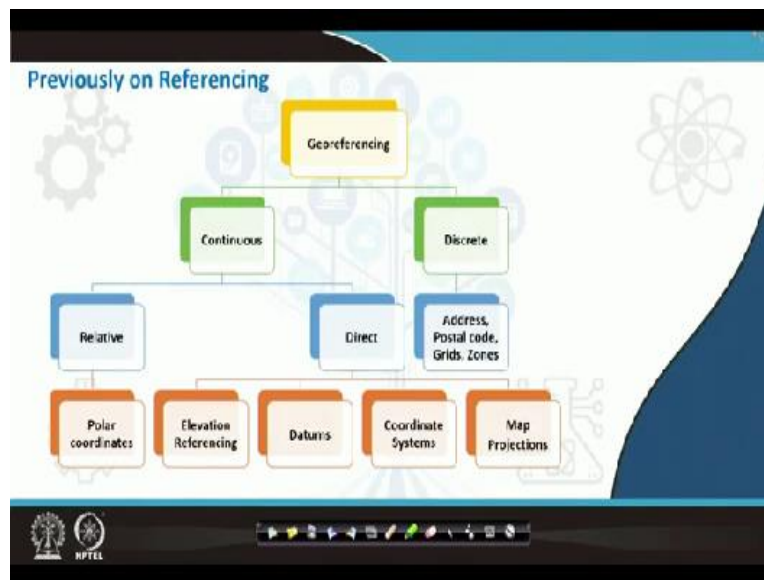 Previously on Referencing
Georeferencing
Continuous
Discrete
Relative
Direct
Address,
Postal code,
Grids, Zones
Polar
coordinates
Elevation
Referencing
Datums
Coordinate
Systems
Map
Projections
NPTEL